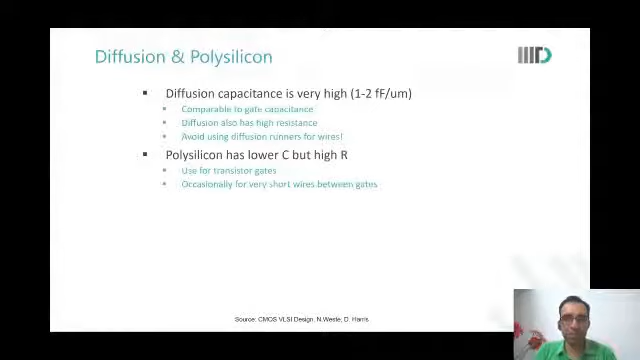 Diffusion & Polysilicon
Diffusion capacitance is very high (1-2 fF/um)
Comparable to gate capacitance
Diffusion also has high resistance
Avoid using diffusion runners for wires!
Polysilicon has lower C but high R
Use for transistor gates
Occasionally for very short wires between gates
Source: CMOS VLSI Design, N.Weste, D. Harris